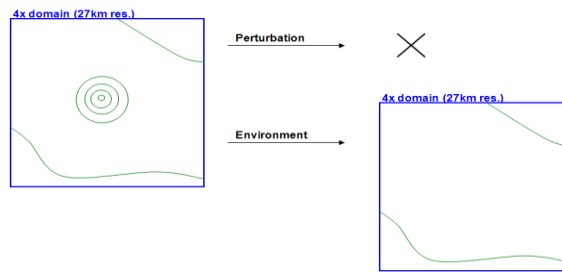 4x domain (27km res.)
Perturbation
Environment
4x domain (27km res.)